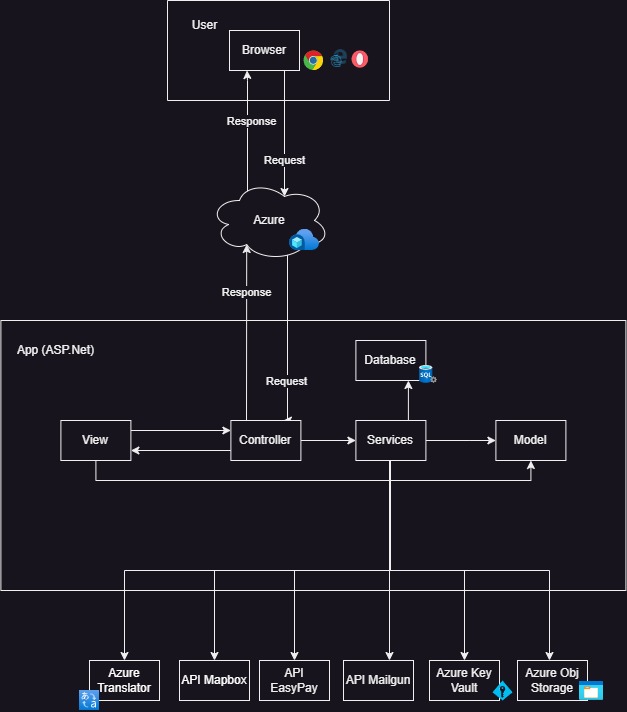 User
Browser
Response
Request
Azure
Response
App (ASP.Net)
Database
SQL
Request
View
Controller
Services
Model
Azure
Translator
API Mapbox
API
EasyPay
API Mailgun
Azure Key
Vault
Azure Obj
Storage
あ
a